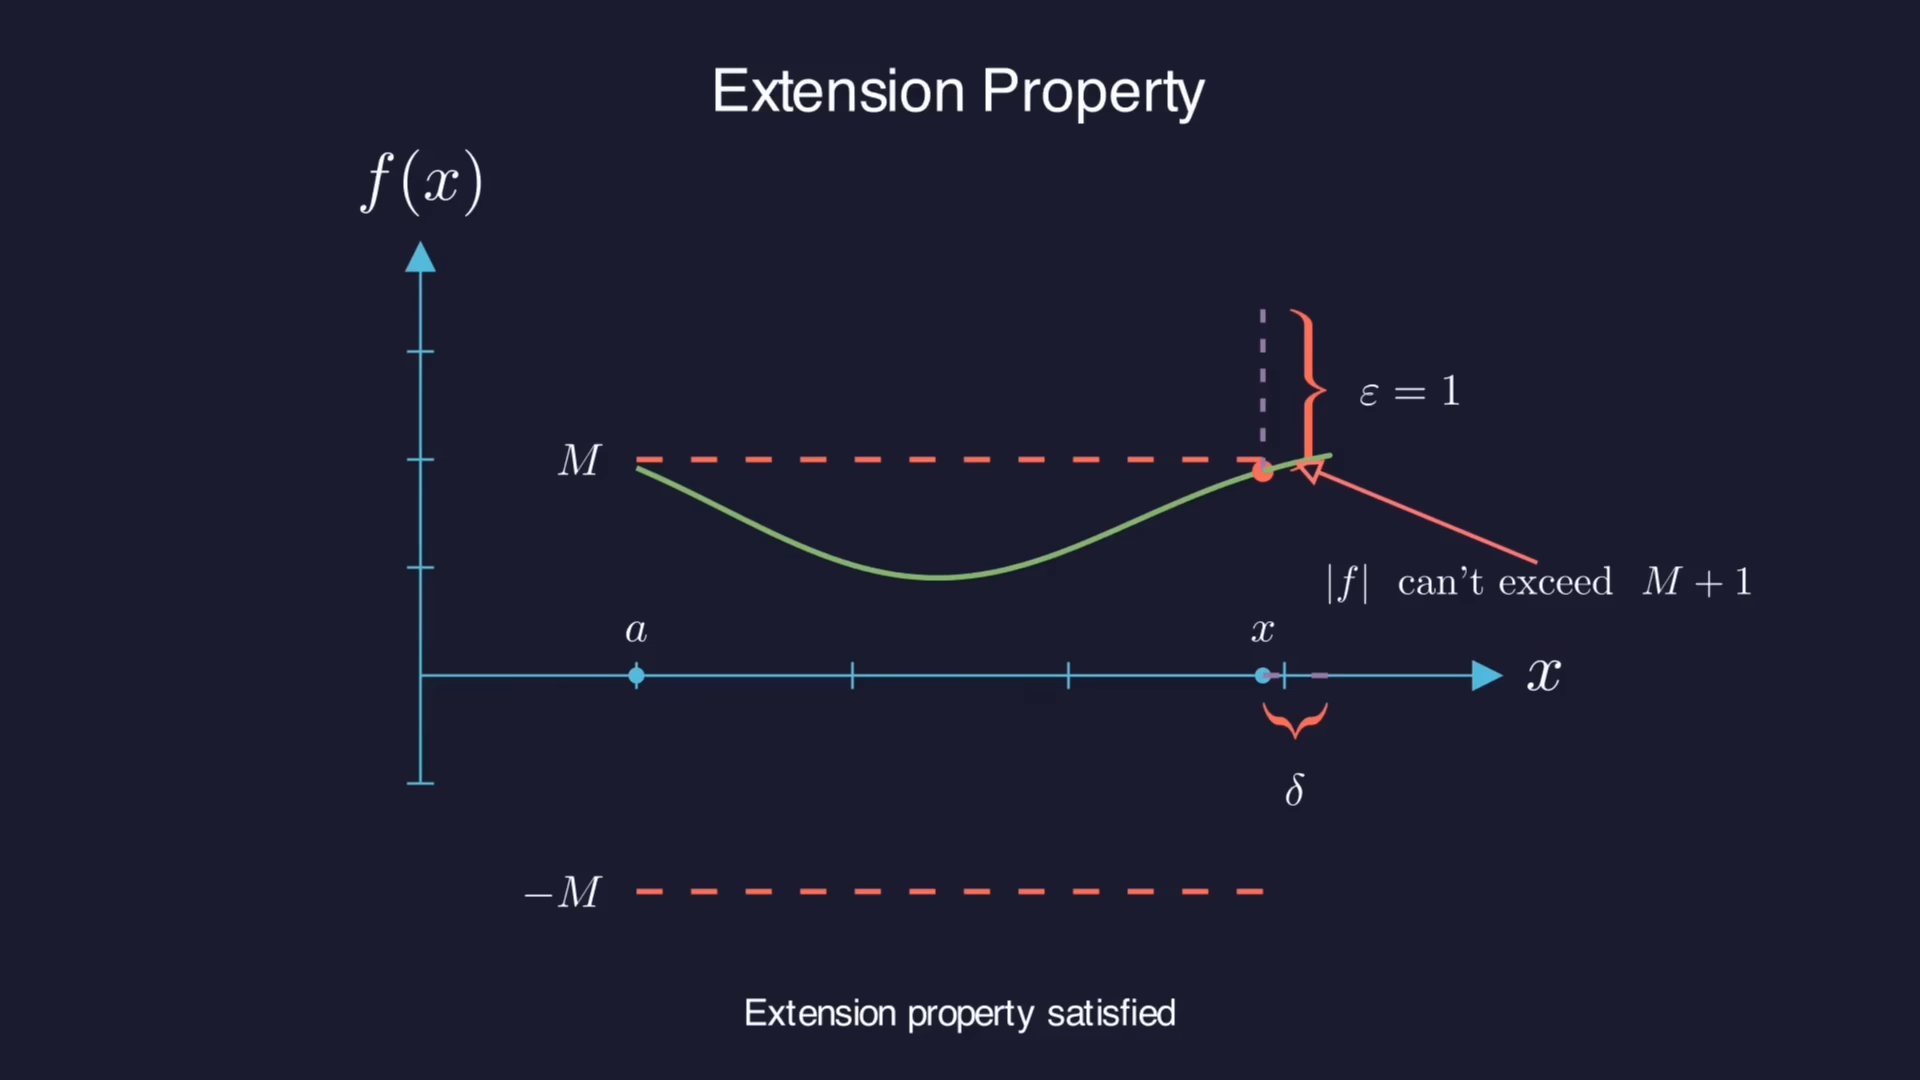 Extension Property
f(x)
ε = 1
M
|f| can't exceed M + 1
a
x
x
δ
−M
Extension property satisfied